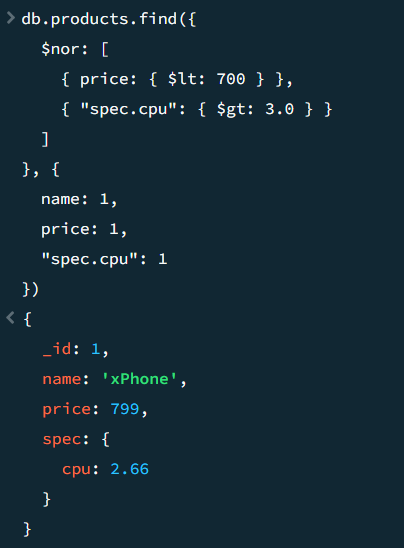 > db.products.find({
$nor: [
{ price: { $lt: 700 } },
{ "spec.cpu": { $gt: 3.0 } }
]
}, {
name: 1,
price: 1,
"spec.cpu": 1
})
< {
_id: 1,
name: 'xPhone',
price: 799,
spec: {
cpu: 2.66
}
}